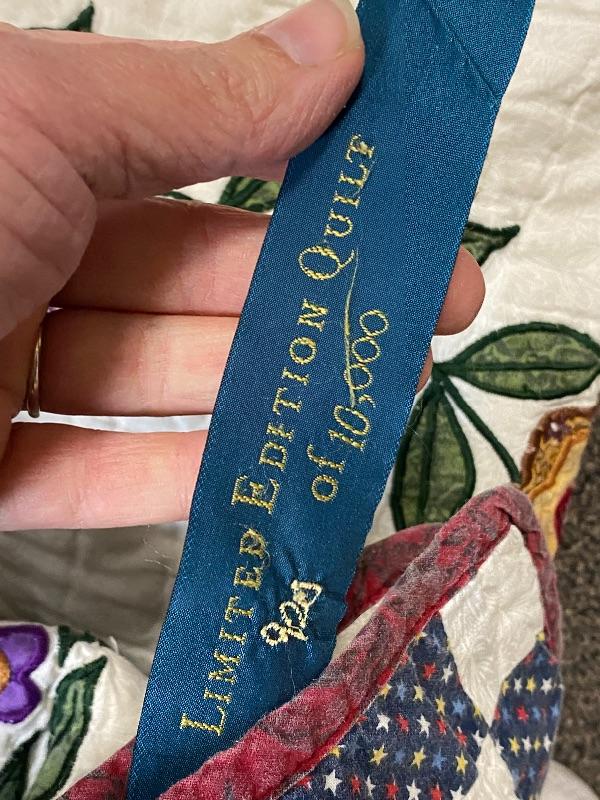 LIMITED EDITION QUILT
of 10,000